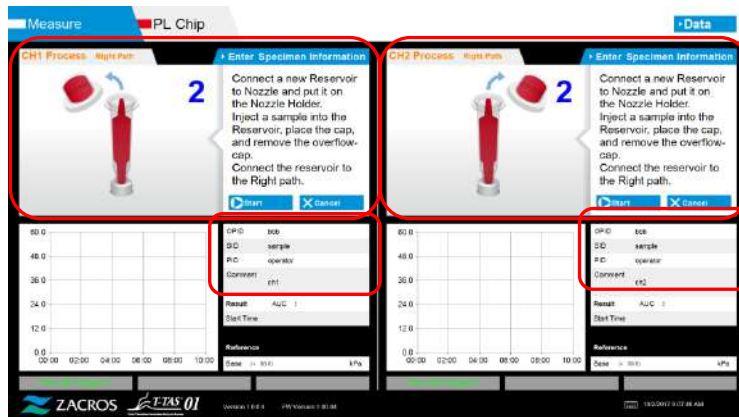 Measure
PL Chip
Data
CH1 Process Right Path
Enter Specimen Information
2
Connect a new Reservoir
to Nozzle and put it on
the Nozzle Holder.
Inject a sample into the
Reservoir, place the cap,
and remove the overflow-
cap.
Connect the reservoir to
the Right path.
Start
Cancel
60.0
48.0
36.0
24.0
12.0
0.0
00:00 02:00 04:00 06:00 08:00 10:00
OPID bob
SID sample
PID operator
Comment
ch1
Result AUC :
Start Time
Reference
Base kPa
CH2 Process Right Path
Enter Specimen Information
2
Connect a new Reservoir
to Nozzle and put it on
the Nozzle Holder.
Inject a sample into the
Reservoir, place the cap,
and remove the overflow-
cap.
Connect the reservoir to
the Right path.
Start
Cancel
60.0
48.0
36.0
24.0
12.0
0.0
00:00 02:00 04:00 06:00 08:00 10:00
OPID bob
SID sample
PID operator
Comment
ch2
Result AUC :
Start Time
Reference
Base kPa
ZACROS
T-TAS 01